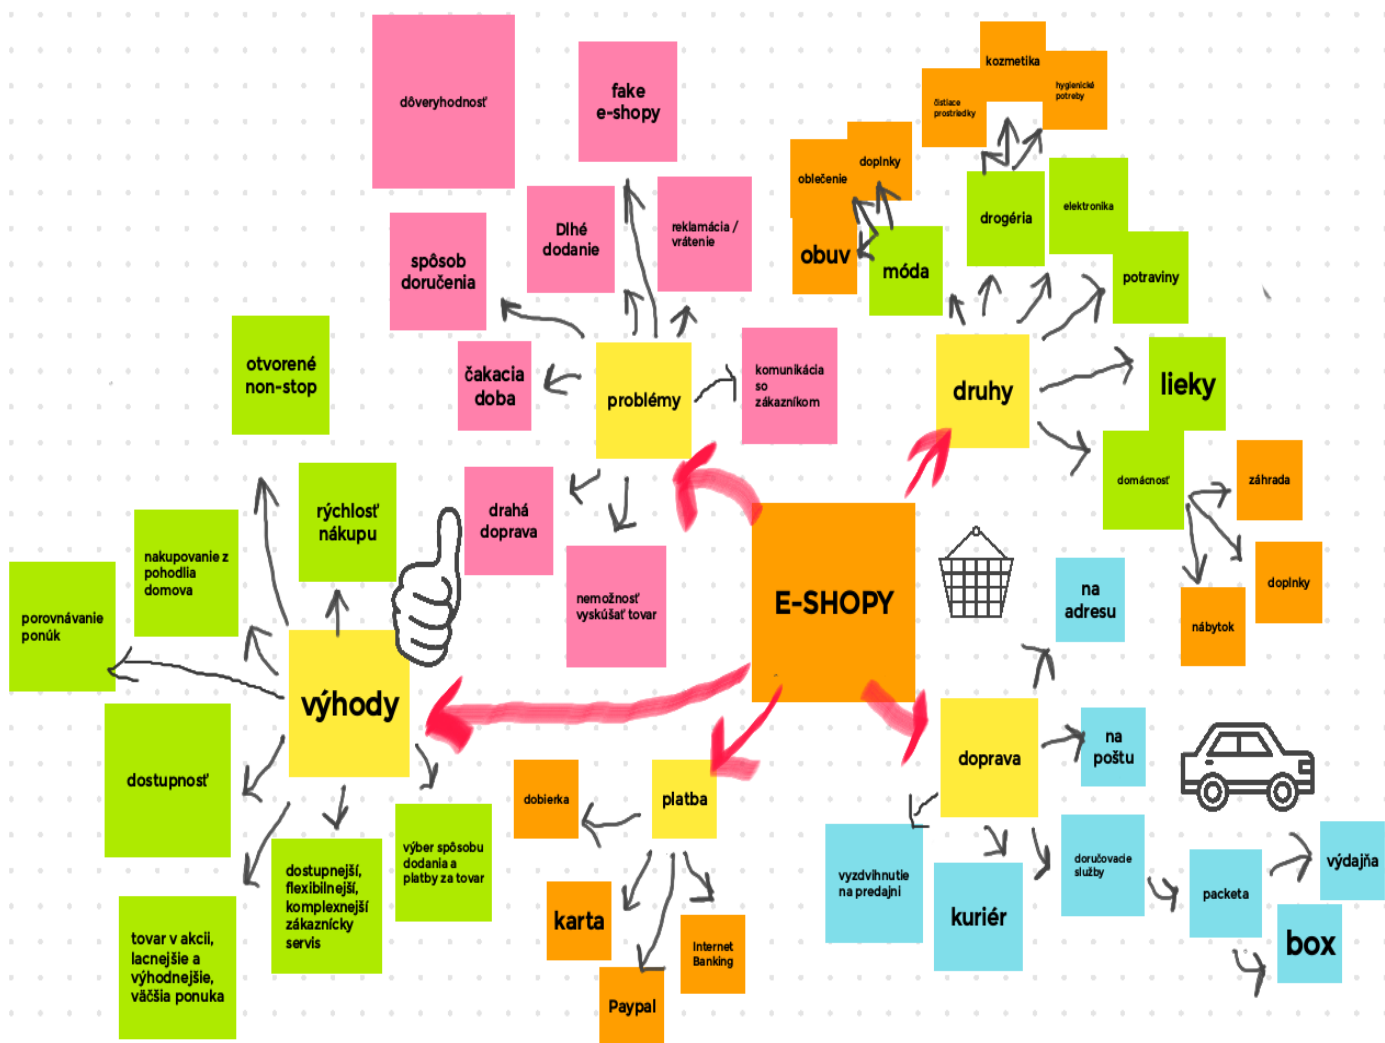 dôveryhodnosť
fake
e-shopy
spôsob
doručenia
Dlhé
dodanie
reklamácia /
vrátenie
čakacia
doba
problémy
komunikácia
so
zákazníkom
drahá
doprava
nemožnosť
vyskúšať tovar
kozmetika
čistiace
prostriedky
hygienické
potreby
oblečenie
doplnky
obuv
móda
drogéria
elektronika
potraviny
lieky
druhy
domácnosť
záhrada
doplnky
nábytok
E-SHOPY
otvorené
non-stop
rýchlosť
nákupu
nakupovanie z
pohodlia
domova
porovnávanie
ponúk
výhody
dostupnosť
tovar v akcii,
lacnejšie a
výhodnejšie,
väčšia ponuka
dostupnejší,
flexibilnejší,
komplexnejší
zákaznícky
servis
výber spôsobu
dodania a
platby za tovar
platba
dobierka
karta
Paypal
Internet
Banking
doprava
na
adresu
na
poštu
vyzdvihnutie
na predajni
kuriér
doručovacie
služby
packeta
výdajňa
box